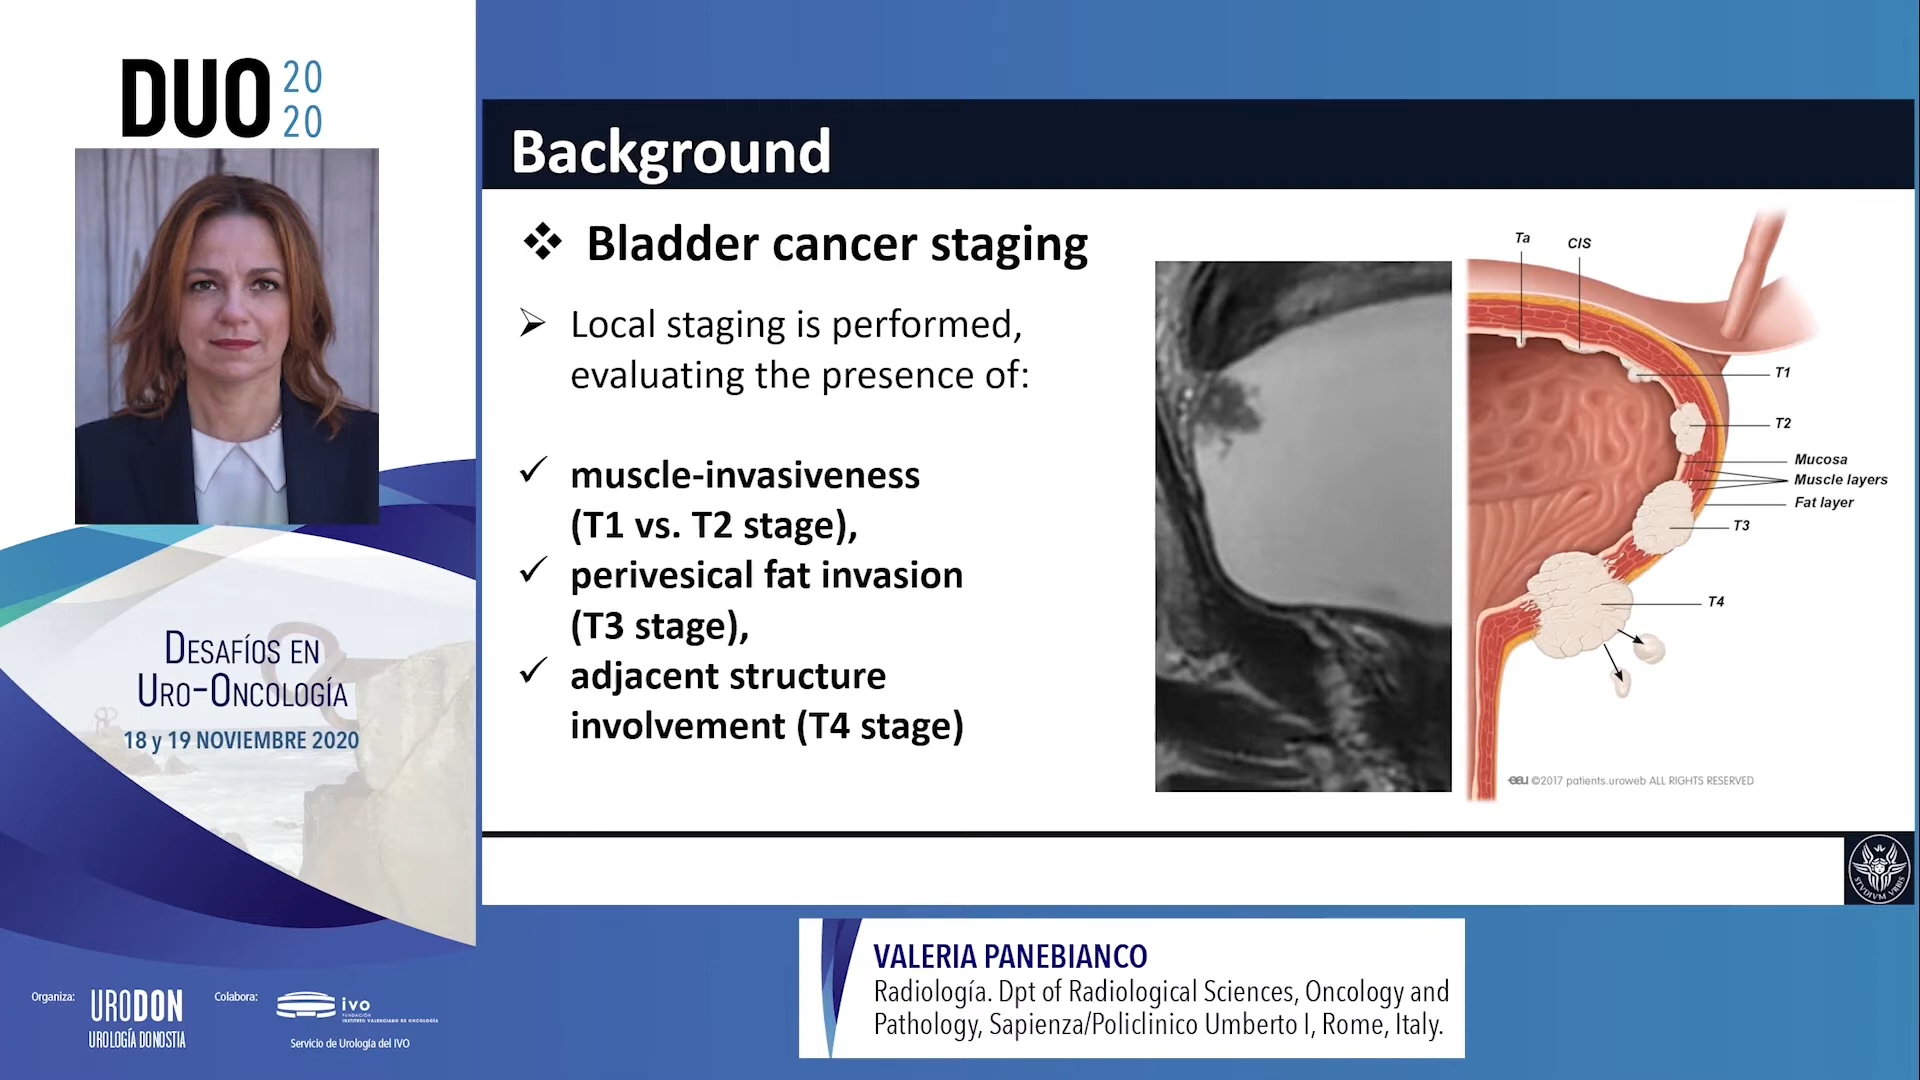 DUO 20
20
DESAFÍOS EN
URO-ONCOLOGÍA
18 y 19 NOVIEMBRE 2020
Organiza:
URODON
UROLOGÍA DONOSTIA
Colabora:
ivo
FUNDACIÓN
INSTITUTO VALENCIANO DE ONCOLOGÍA
Servicio de Urología del IVO
Background
❖ Bladder cancer staging
➢ Local staging is performed,
evaluating the presence of:
✓ muscle-invasiveness
(T1 vs. T2 stage),
✓ perivesical fat invasion
(T3 stage),
✓ adjacent structure
involvement (T4 stage)
Ta
CIS
T1
T2
Mucosa
Muscle layers
Fat layer
T3
T4
eau ©2017 patients.uroweb ALL RIGHTS RESERVED
STVDIVM VRBIS
VALERIA PANEBIANCO
Radiología. Dpt of Radiological Sciences, Oncology and
Pathology, Sapienza/Policlinico Umberto I, Rome, Italy.